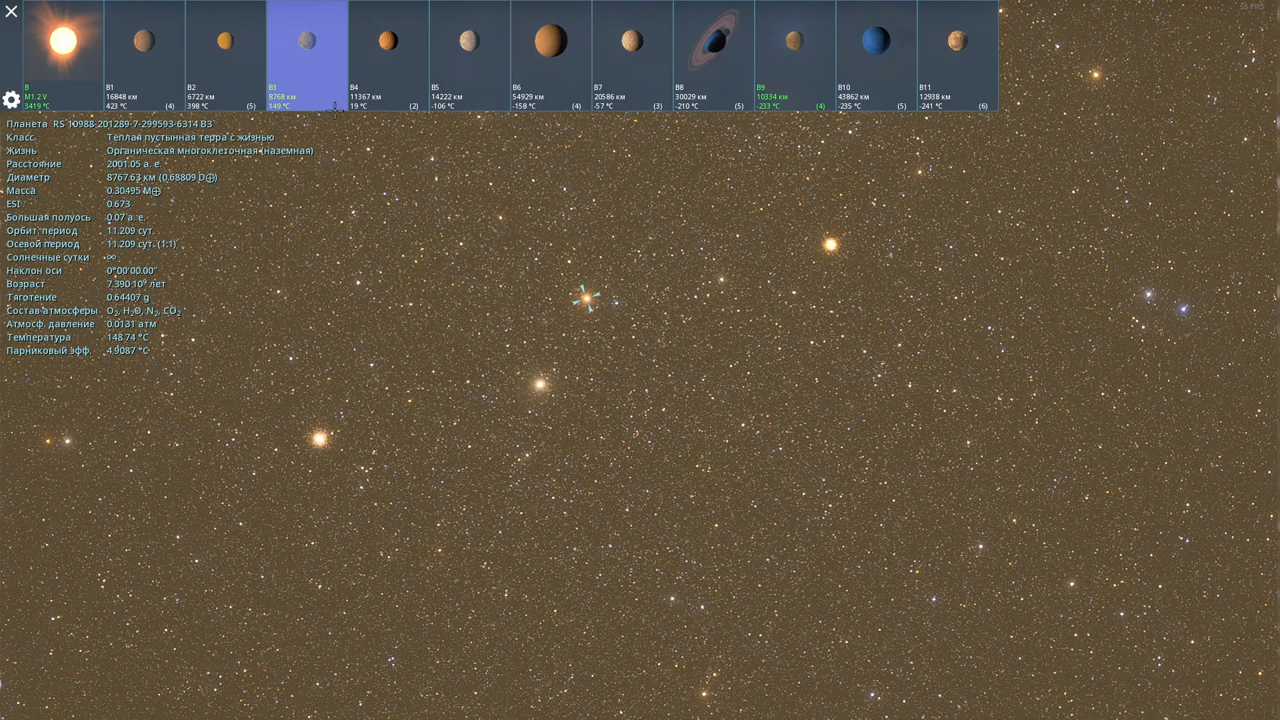 55 FPS
B
M1.2 V
3419 °C
B1
16848 км
423 °C (4)
B2
6722 км
398 °C (5)
B3
8768 км
149 °C
B4
11367 км
19 °C (2)
B5
14222 км
-106 °C
B6
54929 км
-158 °C (4)
B7
20586 км
-57 °C (3)
B8
30029 км
-210 °C (5)
B9
10334 км
-233 °C (4)
B10
43862 км
-235 °C (5)
B11
12938 км
-241 °C (6)
Планета RS 10988-201289-7-299593-6314 B3
Класс Тёплая пустынная терра с жизнью
Жизнь Органическая многоклеточная (наземная)
Расстояние 2001.05 а. е.
Диаметр 8767.63 км (0.68809 D⊕)
Масса 0.30495 M⊕
ESI 0.673
Большая полуось 0.07 а. е.
Орбит. период 11.209 сут.
Осевой период 11.209 сут. (1:1)
Солнечные сутки ∞
Наклон оси 0°00'00.00"
Возраст 7.390·10⁹ лет
Тяготение 0.64407 g
Состав атмосферы O₂, H₂O, N₂, CO₂
Атмосф. давление 0.0131 атм
Температура 148.74 °C
Парниковый эфф. 4.9087 °C